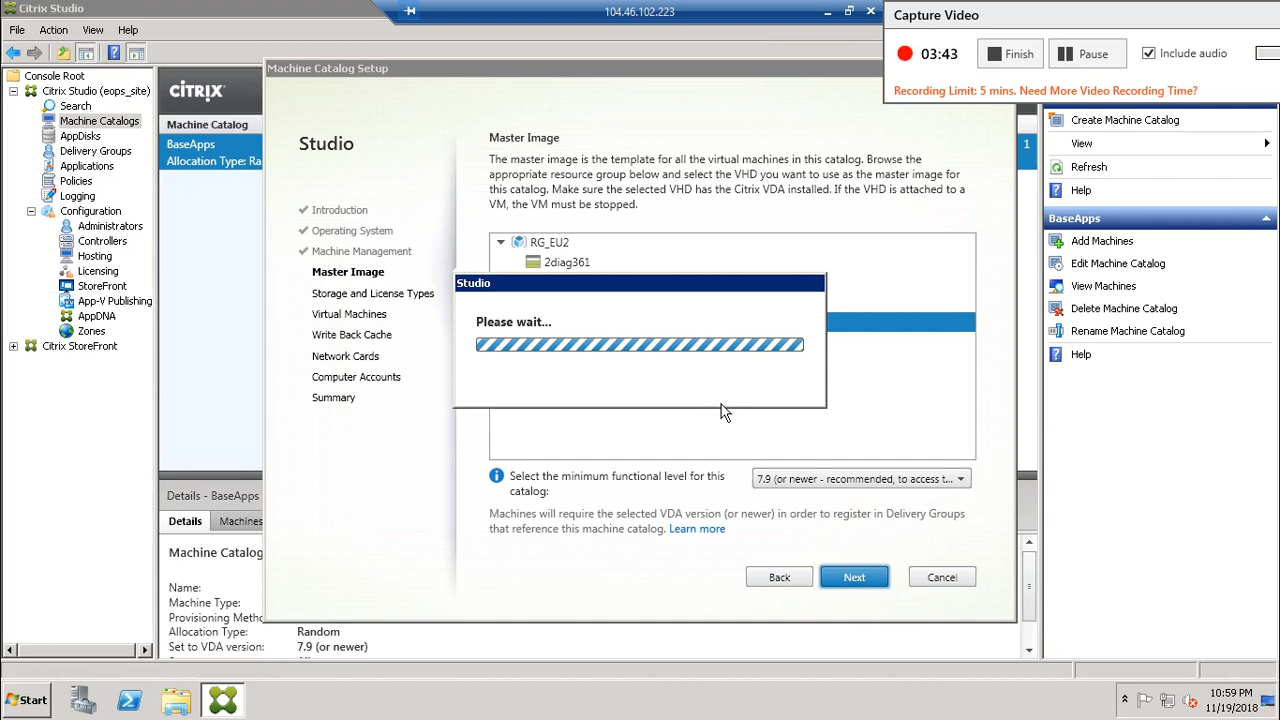 Citrix Studio
104.46.102.223
Capture Video
File Action View Help
03:43 Finish Pause Include audio
Recording Limit: 5 mins. Need More Video Recording Time?
Console Root
Citrix Studio (eops_site)
Search
Machine Catalogs
AppDisks
Delivery Groups
Applications
Policies
Logging
Configuration
Administrators
Controllers
Hosting
Licensing
StoreFront
App-V Publishing
AppDNA
Zones
Citrix StoreFront
CITRIX
Machine Catalog
BaseApps
Allocation Type: Ra
1
Details - BaseApps
Details Machines
Machine Catalog
Name:
Machine Type:
Provisioning Metho
Allocation Type: Random
Set to VDA version: 7.9 (or newer)
Machine Catalog Setup
Studio
Introduction
Operating System
Machine Management
Master Image
Storage and License Types
Virtual Machines
Write Back Cache
Network Cards
Computer Accounts
Summary
Master Image
The master image is the template for all the virtual machines in this catalog. Browse the
appropriate resource group below and select the VHD you want to use as the master image for
this catalog. Make sure the selected VHD has the Citrix VDA installed. If the VHD is attached to a
VM, the VM must be stopped.
RG_EU2
2diag361
Studio
Please wait...
Select the minimum functional level for this
catalog:
7.9 (or newer - recommended, to access t...
Machines will require the selected VDA version (or newer) in order to register in Delivery Groups
that reference this machine catalog. Learn more
Back Next Cancel
Create Machine Catalog
View
Refresh
Help
BaseApps
Add Machines
Edit Machine Catalog
View Machines
Delete Machine Catalog
Rename Machine Catalog
Help
Start
10:59 PM
11/19/2018